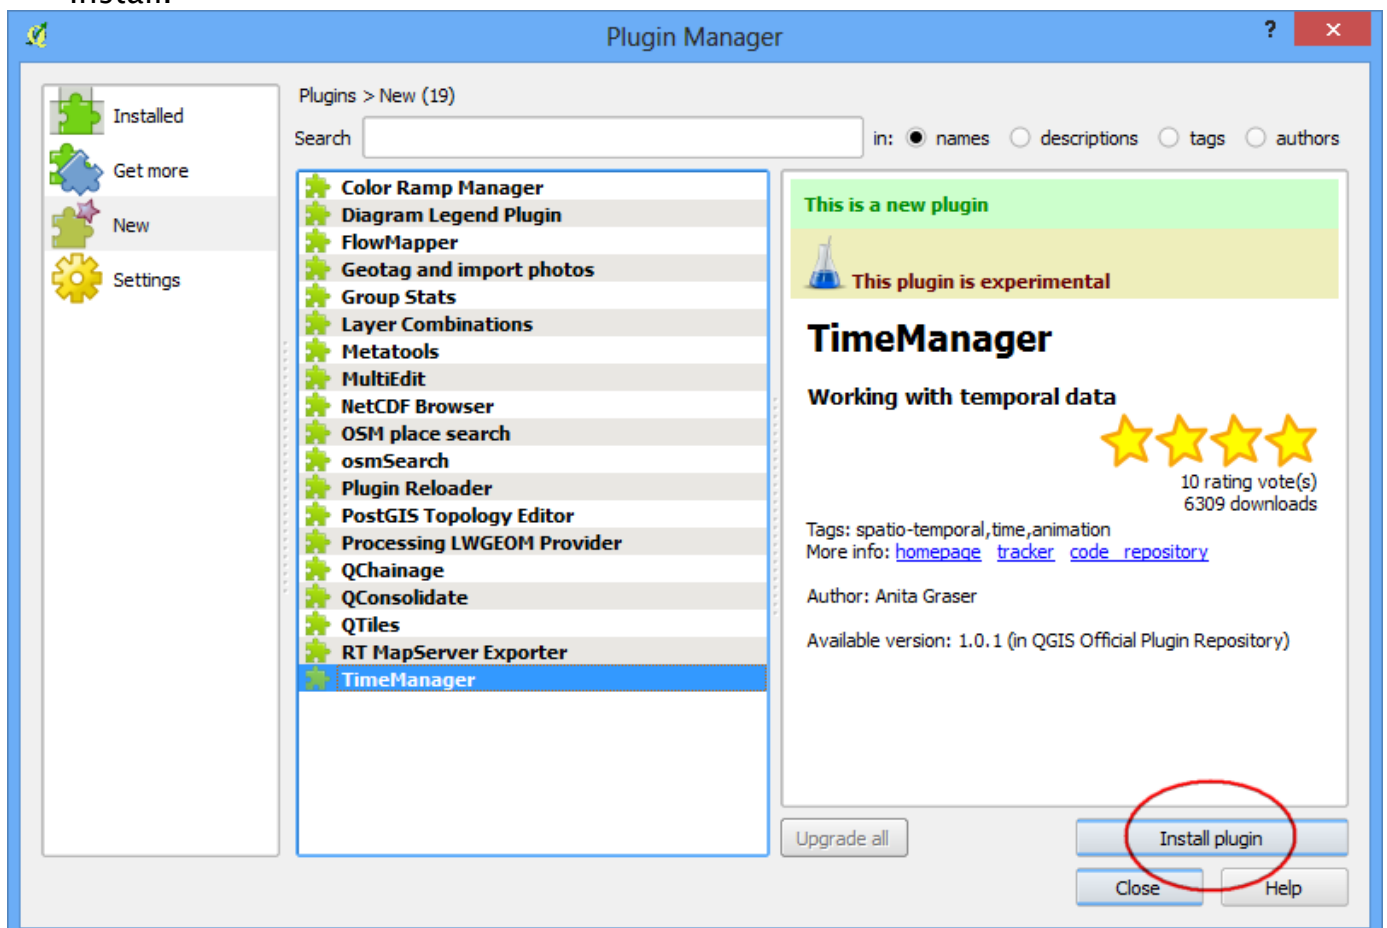 Plugin Manager
?
Installed
Get more
New
Settings
Plugins > New (19)
Search
in: names descriptions tags authors
Color Ramp Manager
Diagram Legend Plugin
FlowMapper
Geotag and import photos
Group Stats
Layer Combinations
Metatools
MultiEdit
NetCDF Browser
OSM place search
osmSearch
Plugin Reloader
PostGIS Topology Editor
Processing LWGEOM Provider
QChainage
QConsolidate
QTiles
RT MapServer Exporter
TimeManager
This is a new plugin
This plugin is experimental
TimeManager
Working with temporal data
10 rating vote(s)
6309 downloads
Tags: spatio-temporal,time,animation
More info: homepage tracker code repository
Author: Anita Graser
Available version: 1.0.1 (in QGIS Official Plugin Repository)
Upgrade all
Install plugin
Close
Help